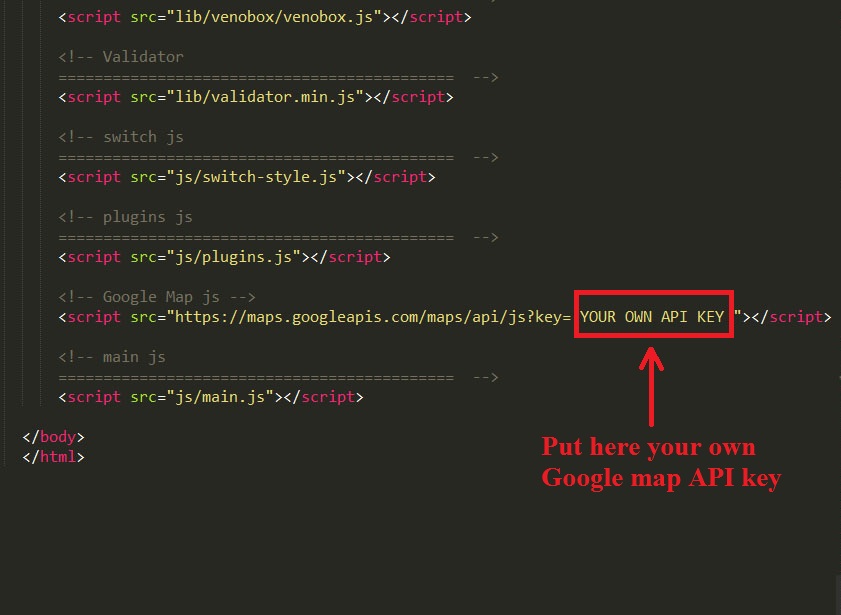 <script src="lib/venobox/venobox.js"></script>
<!-- Validator
============================================ -->
<script src="lib/validator.min.js"></script>
<!-- switch js
============================================ -->
<script src="js/switch-style.js"></script>
<!-- plugins js
============================================ -->
<script src="js/plugins.js"></script>
<!-- Google Map js -->
<script src="https://maps.googleapis.com/maps/api/js?key= YOUR OWN API KEY "></script>
<!-- main js
============================================ -->
<script src="js/main.js"></script>
</body>
</html>
Put here your own
Google map API key